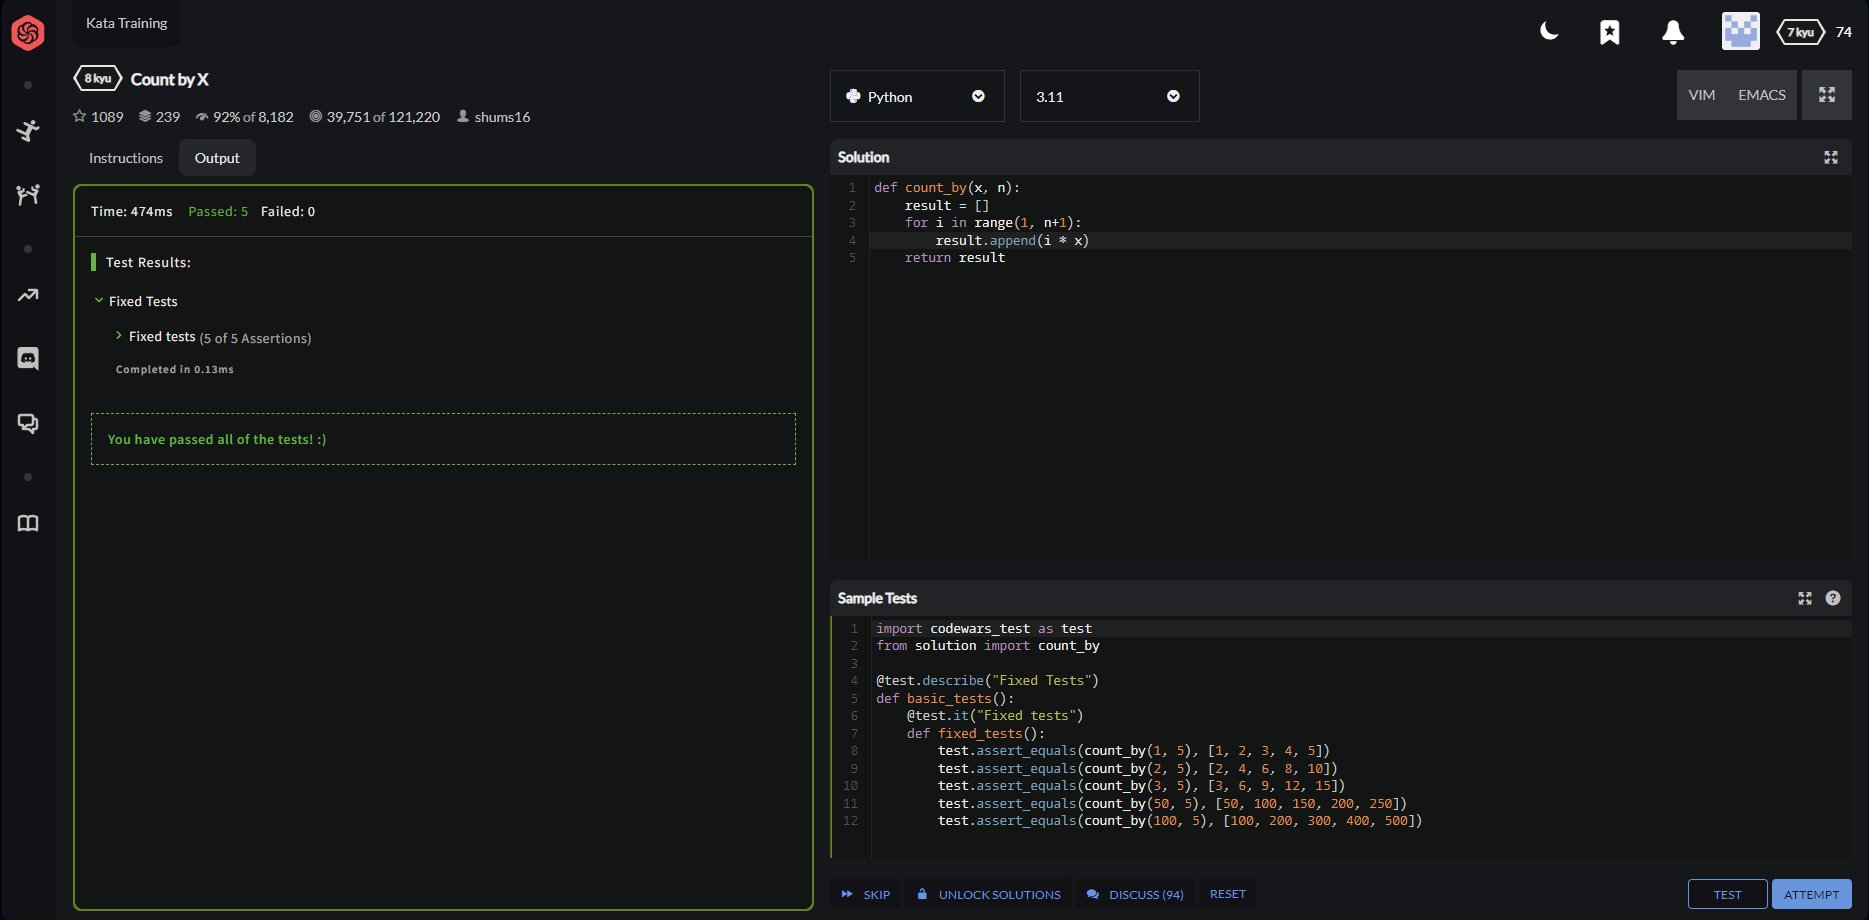 Kata Training
7 kyu 74
8 kyu Count by X
1089 239 92% of 8,182 39,751 of 121,220 shums16
Instructions Output
Time: 474ms Passed: 5 Failed: 0
Test Results:
Fixed Tests
Fixed tests (5 of 5 Assertions)
Completed in 0.13ms
You have passed all of the tests! :)
Python 3.11 VIM EMACS
Solution
1 def count_by(x, n):
2     result = []
3     for i in range(1, n+1):
4         result.append(i * x)
5     return result
Sample Tests
1 import codewars_test as test
2 from solution import count_by
3
4 @test.describe("Fixed Tests")
5 def basic_tests():
6     @test.it("Fixed tests")
7     def fixed_tests():
8         test.assert_equals(count_by(1, 5), [1, 2, 3, 4, 5])
9         test.assert_equals(count_by(2, 5), [2, 4, 6, 8, 10])
10         test.assert_equals(count_by(3, 5), [3, 6, 9, 12, 15])
11         test.assert_equals(count_by(50, 5), [50, 100, 150, 200, 250])
12         test.assert_equals(count_by(100, 5), [100, 200, 300, 400, 500])
SKIP UNLOCK SOLUTIONS DISCUSS (94) RESET TEST ATTEMPT